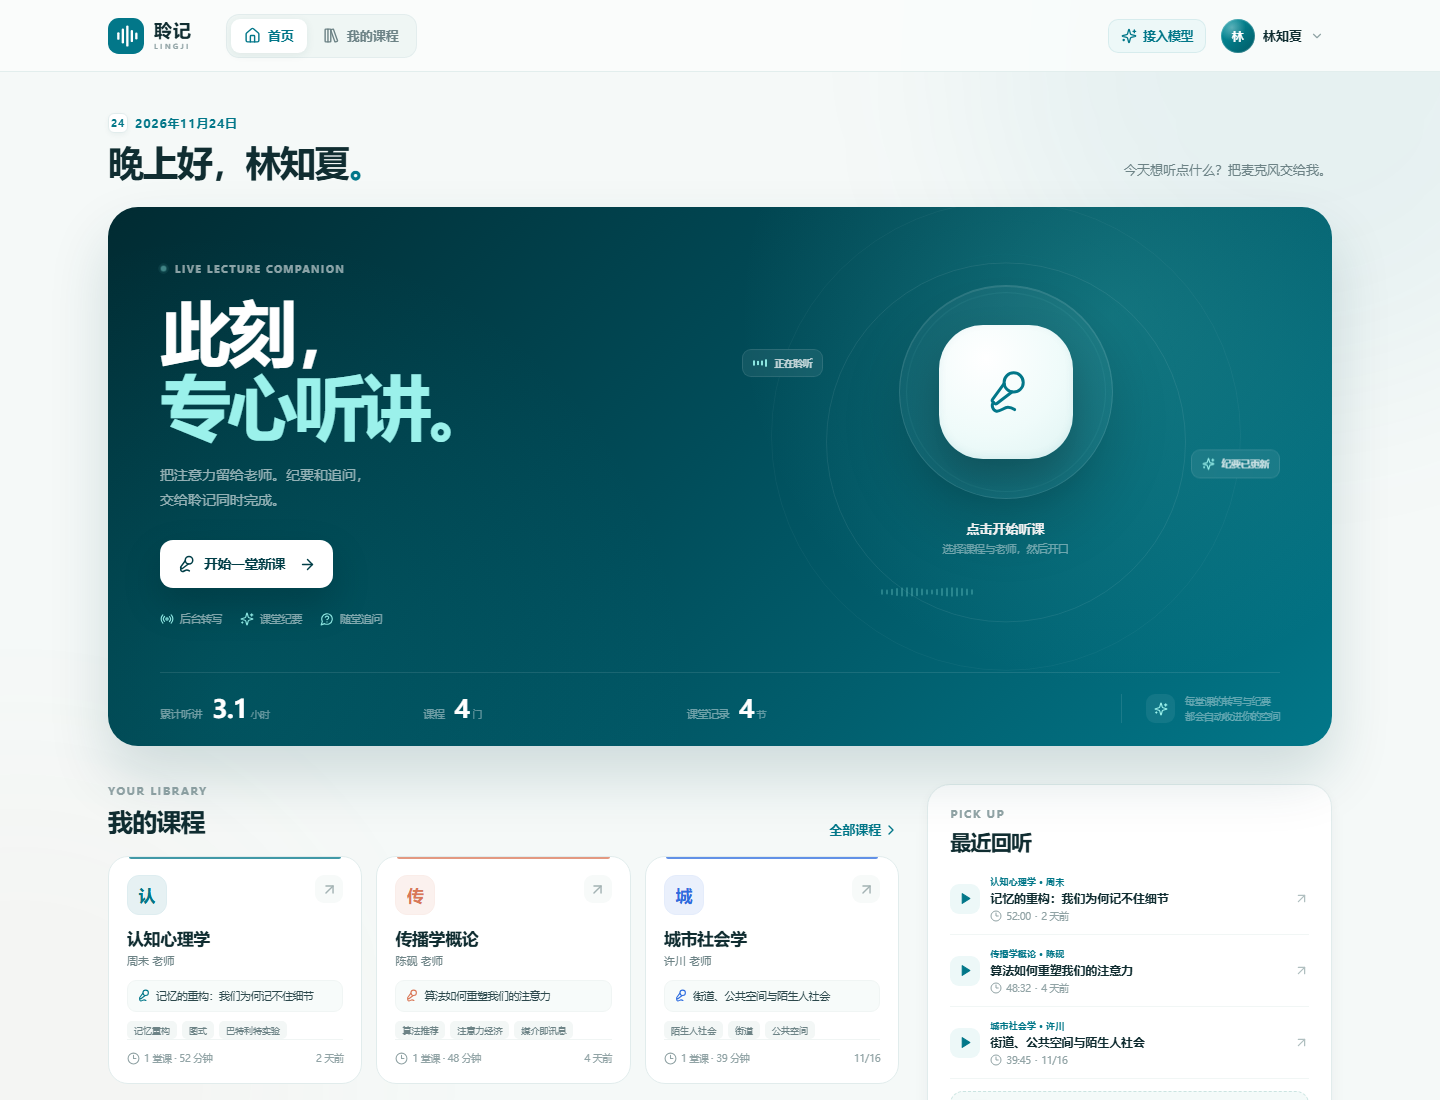 聆记
LINGJI
首页
我的课程
接入模型
林
林知夏
24
2026年11月24日
晚上好，林知夏。
今天想听点什么？把麦克风交给我。
LIVE LECTURE COMPANION
此刻，
专心听讲。
把注意力留给老师。纪要和追问，
交给聆记同时完成。
开始一堂新课
后台转写
课堂纪要
随堂追问
正在聆听
纪要已更新
点击开始听课
选择课程与老师，然后开口
累计听讲 3.1 小时
课程 4 门
课堂记录 4 节
每堂课的转写与纪要
都会自动收进你的空间
YOUR LIBRARY
我的课程
全部课程
认
认知心理学
周未 老师
记忆的重构：我们为何记不住细节
记忆重构
图式
巴特利特实验
1 堂课 · 52 分钟
2 天前
传
传播学概论
陈砚 老师
算法如何重塑我们的注意力
算法推荐
注意力经济
媒介即讯息
1 堂课 · 48 分钟
4 天前
城
城市社会学
许川 老师
街道、公共空间与陌生人社会
陌生人社会
街道
公共空间
1 堂课 · 39 分钟
11/16
PICK UP
最近回听
认知心理学 • 周未
记忆的重构：我们为何记不住细节
52:00 · 2 天前
传播学概论 • 陈砚
算法如何重塑我们的注意力
48:32 · 4 天前
城市社会学 • 许川
街道、公共空间与陌生人社会
39:45 · 11/16